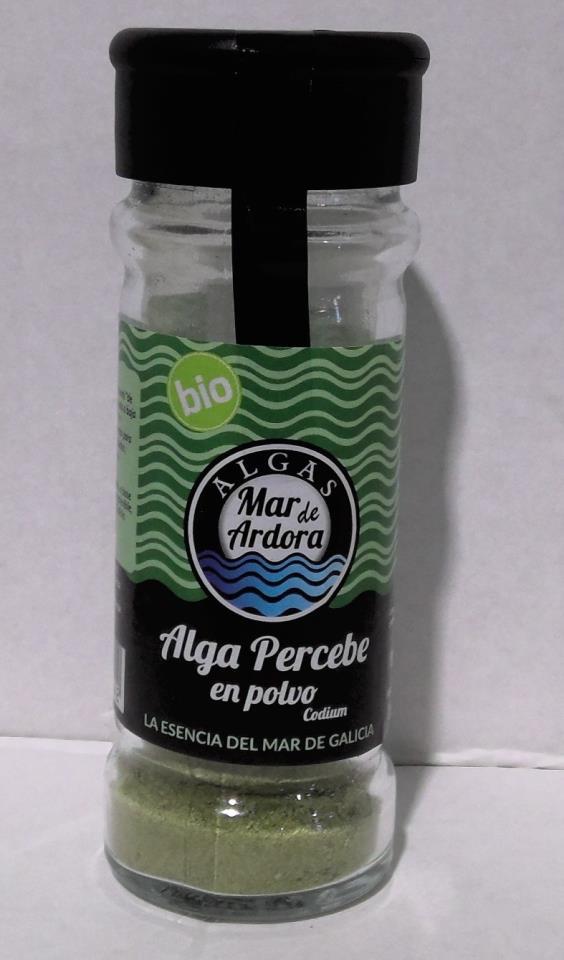 bio
ALGAS
Mar de
Ardora
Alga Percebe
en polvo
Codium
LA ESENCIA DEL MAR DE GALICIA